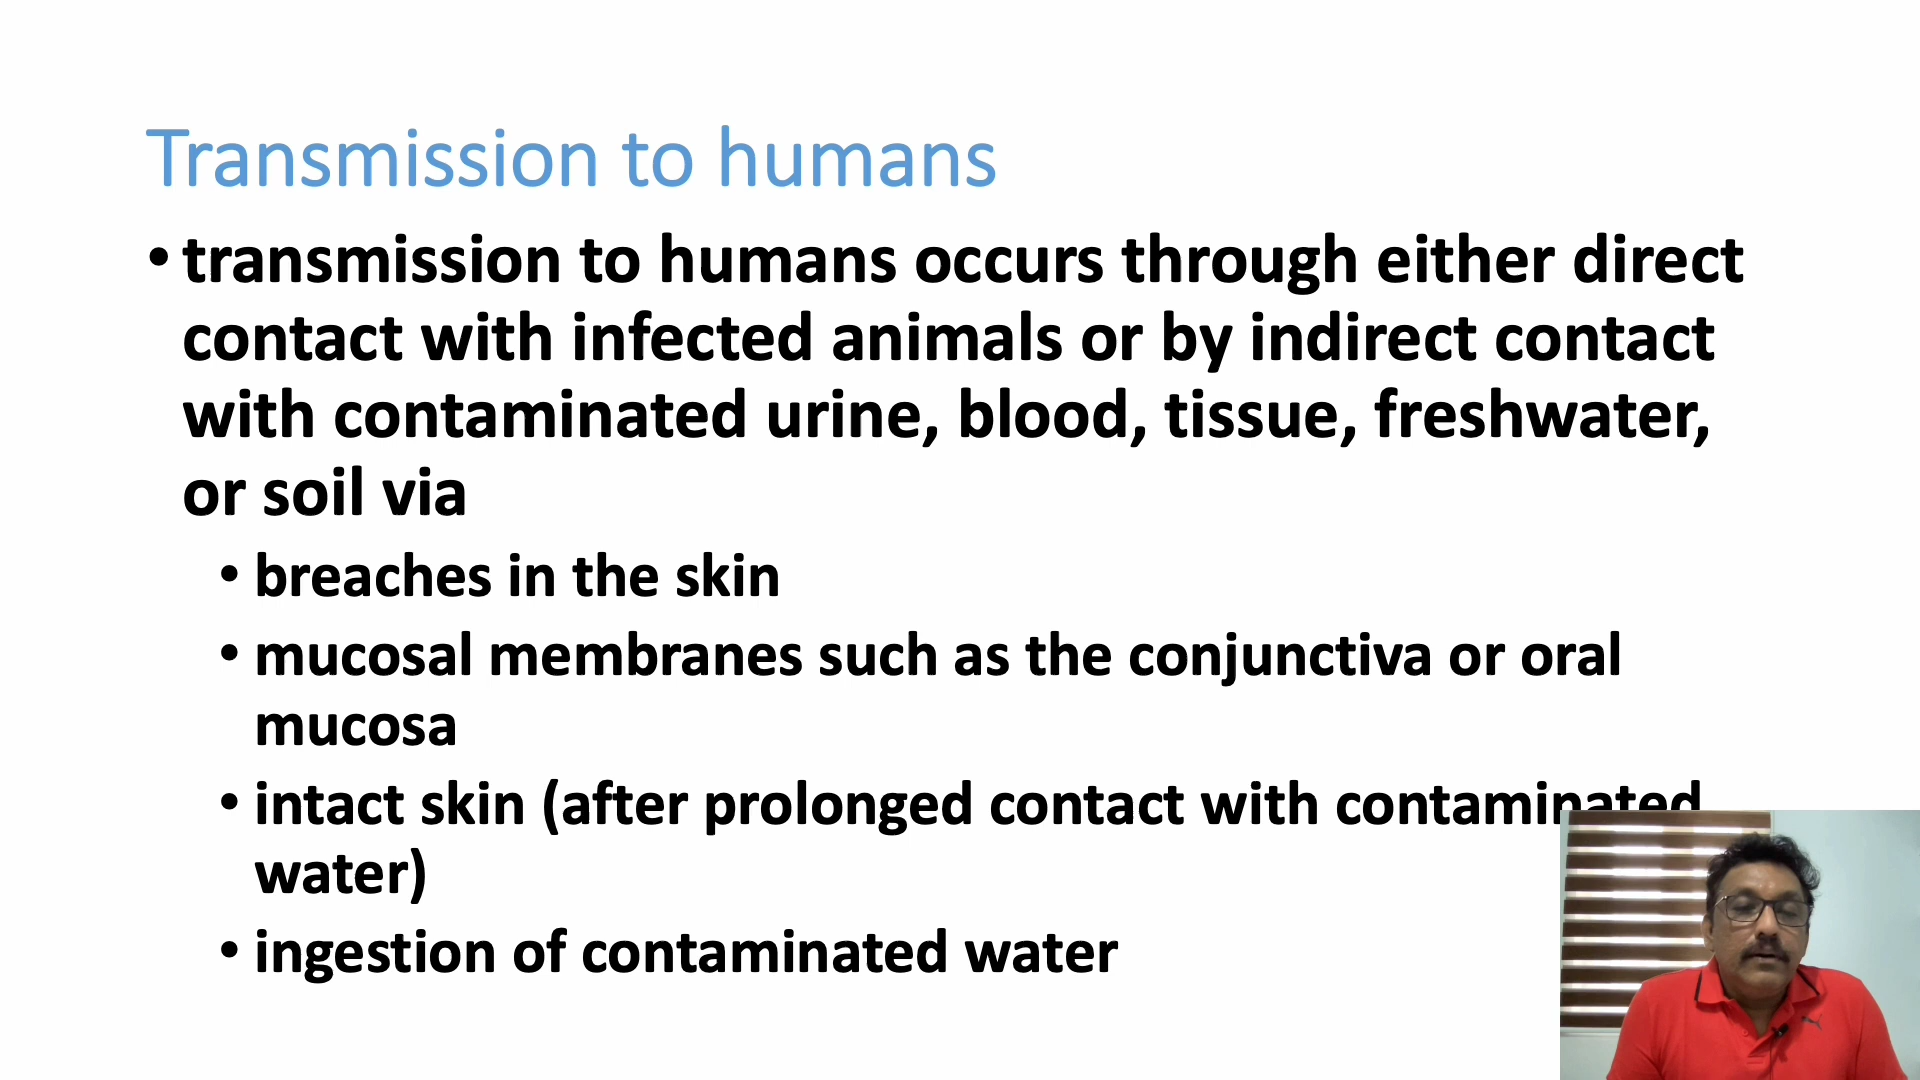 Transmission to humans
• transmission to humans occurs through either direct
contact with infected animals or by indirect contact
with contaminated urine, blood, tissue, freshwater,
or soil via
• breaches in the skin
• mucosal membranes such as the conjunctiva or oral
mucosa
• intact skin (after prolonged contact with contaminated
water)
• ingestion of contaminated water